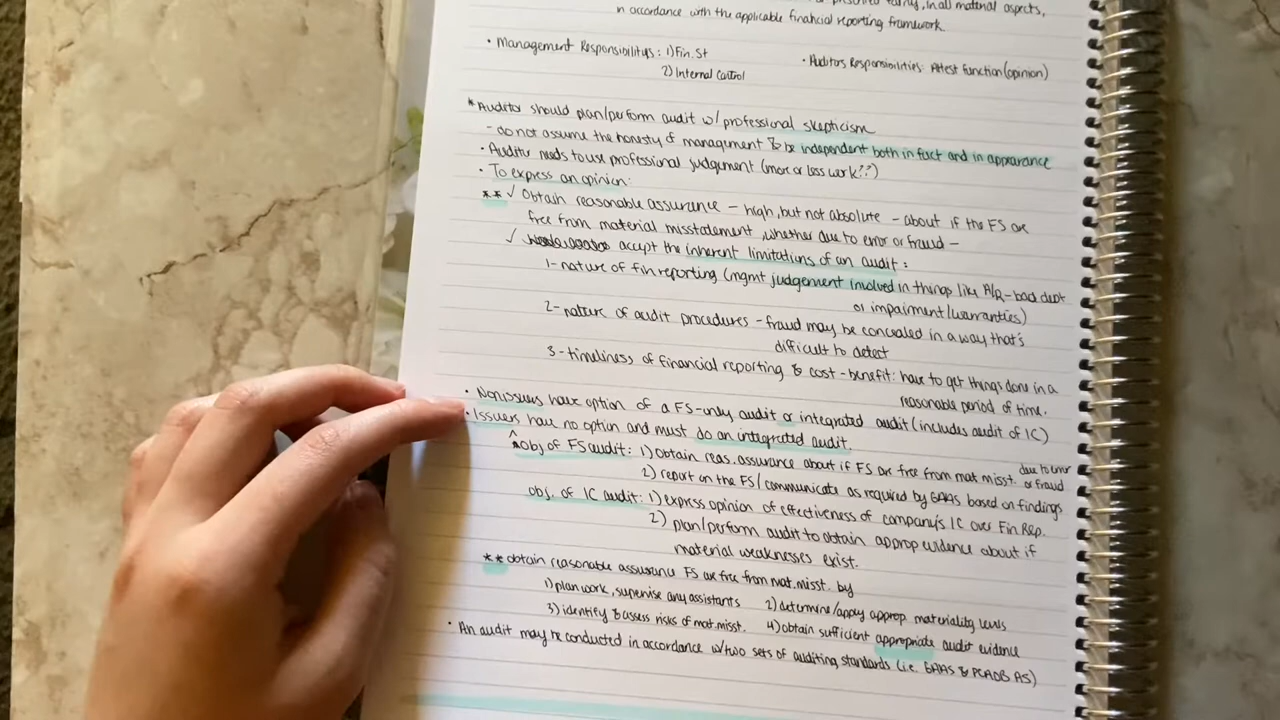 presented fairly, in all material aspects,
in accordance with the applicable financial reporting framework.
• Management Responsibilitys: 1) Fin. St
2) Internal Control
• Auditors Responsibilities: Attest function (opinion)
* Auditor should plan/perform audit w/ professional skepticism
- do not assume the honesty of management & be independent both in fact and in appearance
• Auditor needs to use professional judgement (more or less work??)
• To express an opinion:
** ✓ Obtain reasonable assurance - high, but not absolute - about if the FS are
free from material misstatement, whether due to error or fraud -
✓ accept the inherent limitations of an audit:
1- nature of fin reporting (mgmt judgement involved in things like A/R - bad debt
or impairment/warranties)
2- nature of audit procedures - fraud may be concealed in a way that's
difficult to detect
3- timeliness of financial reporting & cost-benefit: have to get things done in a
reasonable period of time.
• Nonissuers have option of a FS-only audit or integrated audit (includes audit of IC)
• Issuers have no option and must do an integrated audit.
^ * Obj of FS audit: 1) Obtain reas. assurance about if FS are free from mat misst. due to error or fraud
2) report on the FS / communicate as required by GAAS based on findings
obj. of IC audit: 1) express opinion of effectiveness of company's IC over Fin Rep.
2) plan/perform audit to obtain approp evidence about if
material weaknesses exist.
** obtain reasonable assurance FS are free from mat. misst. by
1) plan work, supervise any assistants 2) determine/apply approp. materiality levels
3) identify & assess risks of mat. misst. 4) obtain sufficient appropriate audit evidence
• An audit may be conducted in accordance w/ two sets of auditing standards (i.e. GAAS & PCAOB AS)